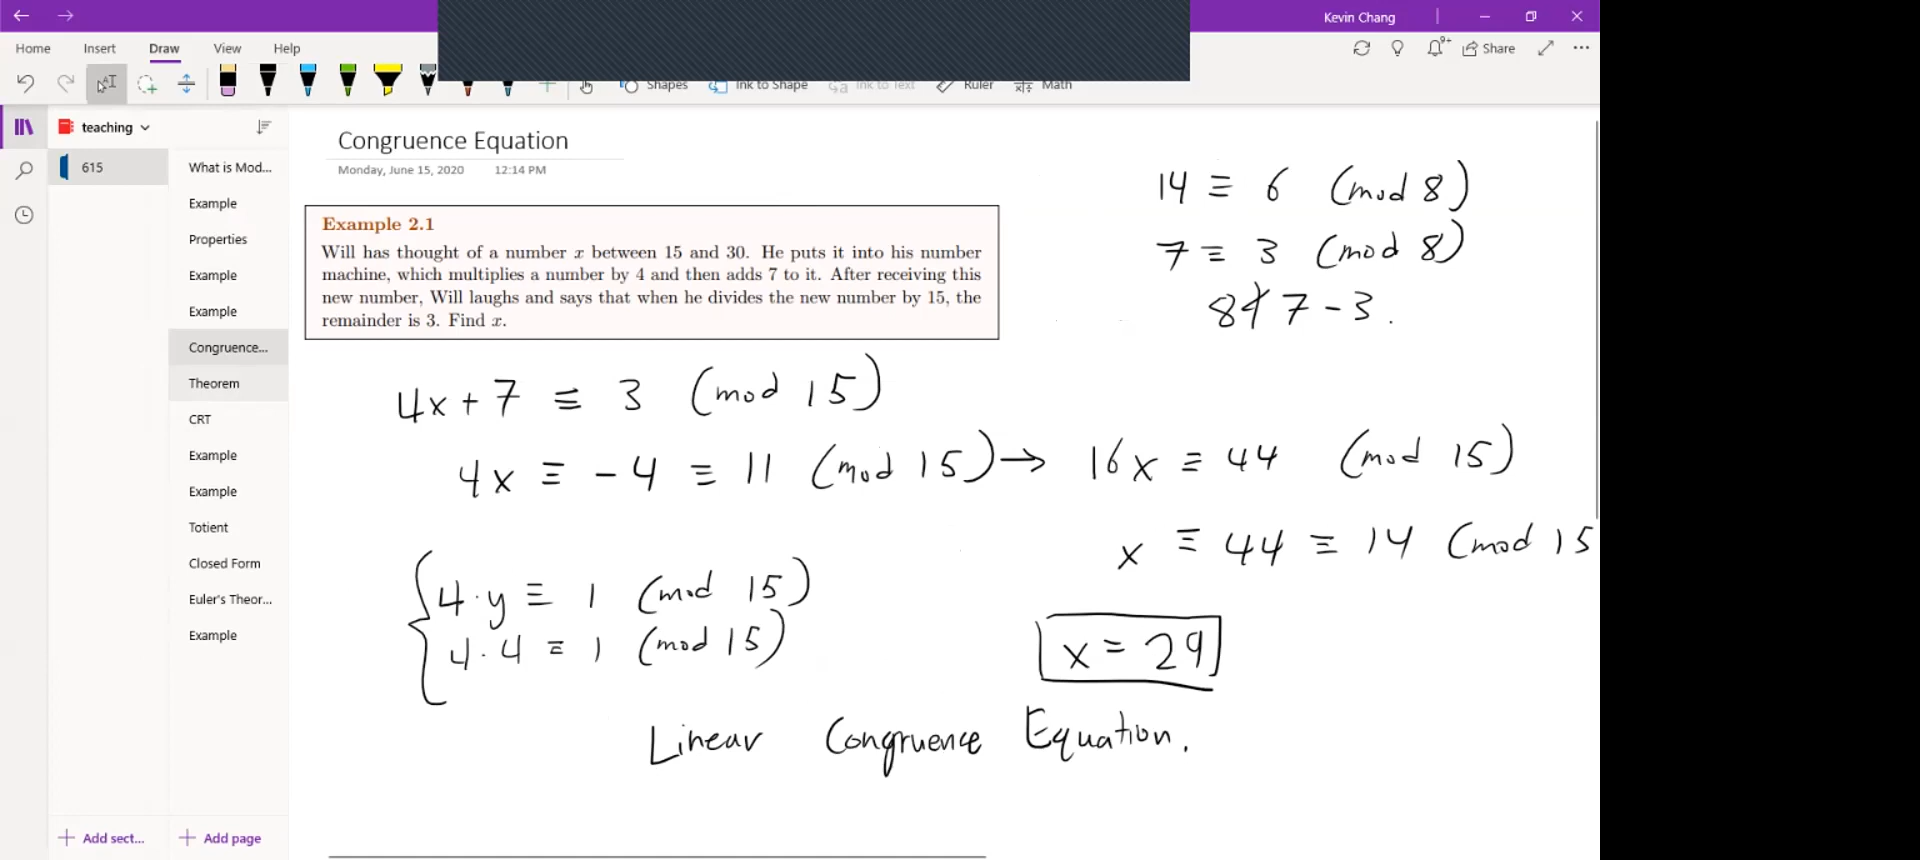 Kevin Chang
Home Insert Draw View Help
Share
Shapes Ink to Shape Ink to Text Ruler Math
teaching
615
What is Mod...
Example
Properties
Example
Example
Congruence...
Theorem
CRT
Example
Example
Totient
Closed Form
Euler's Theor...
Example
Add sect...
Add page
Congruence Equation
Monday, June 15, 2020 12:14 PM
Example 2.1
Will has thought of a number x between 15 and 30. He puts it into his number
machine, which multiplies a number by 4 and then adds 7 to it. After receiving this
new number, Will laughs and says that when he divides the new number by 15, the
remainder is 3. Find x.
14 ≡ 6 (mod 8)
7 ≡ 3 (mod 8)
8 ∤ 7 - 3.
4x + 7 ≡ 3 (mod 15)
4x ≡ -4 ≡ 11 (mod 15) → 16x ≡ 44 (mod 15)
x ≡ 44 ≡ 14 (mod 15
4·y ≡ 1 (mod 15)
4·4 ≡ 1 (mod 15)
x = 29
Linear Congruence Equation.